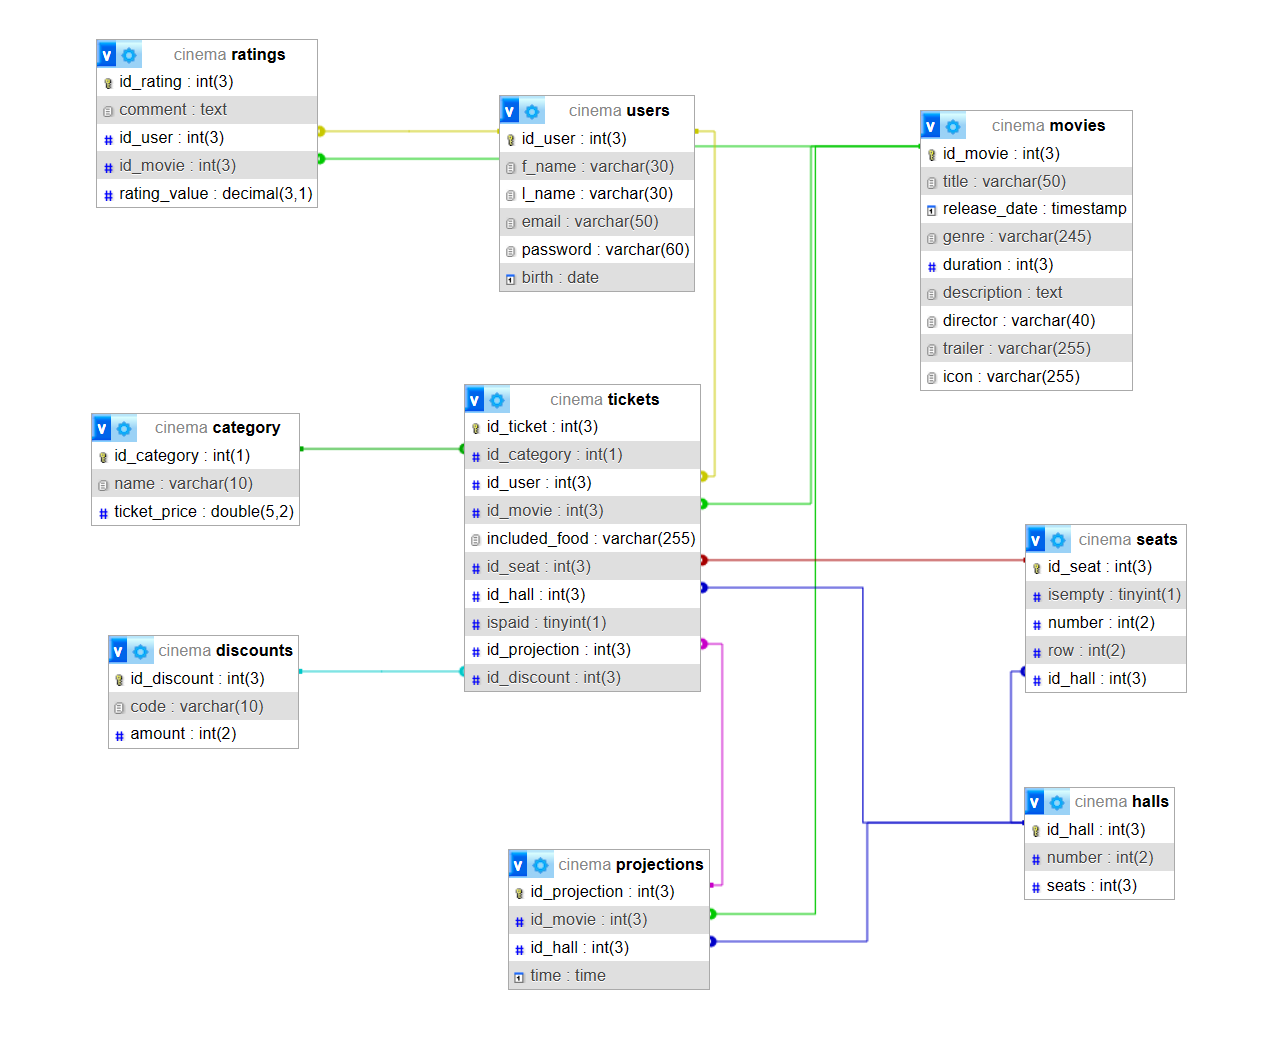 v cinema ratings
id_rating : int(3)
comment : text
# id_user : int(3)
# id_movie : int(3)
# rating_value : decimal(3,1)
v cinema users
id_user : int(3)
f_name : varchar(30)
l_name : varchar(30)
email : varchar(50)
password : varchar(60)
birth : date
v cinema movies
id_movie : int(3)
title : varchar(50)
release_date : timestamp
genre : varchar(245)
# duration : int(3)
description : text
director : varchar(40)
trailer : varchar(255)
icon : varchar(255)
v cinema category
id_category : int(1)
name : varchar(10)
# ticket_price : double(5,2)
v cinema tickets
id_ticket : int(3)
# id_category : int(1)
# id_user : int(3)
# id_movie : int(3)
included_food : varchar(255)
# id_seat : int(3)
# id_hall : int(3)
# ispaid : tinyint(1)
# id_projection : int(3)
# id_discount : int(3)
v cinema seats
id_seat : int(3)
# isempty : tinyint(1)
# number : int(2)
# row : int(2)
# id_hall : int(3)
v cinema discounts
id_discount : int(3)
code : varchar(10)
# amount : int(2)
v cinema halls
id_hall : int(3)
# number : int(2)
# seats : int(3)
v cinema projections
id_projection : int(3)
# id_movie : int(3)
# id_hall : int(3)
time : time